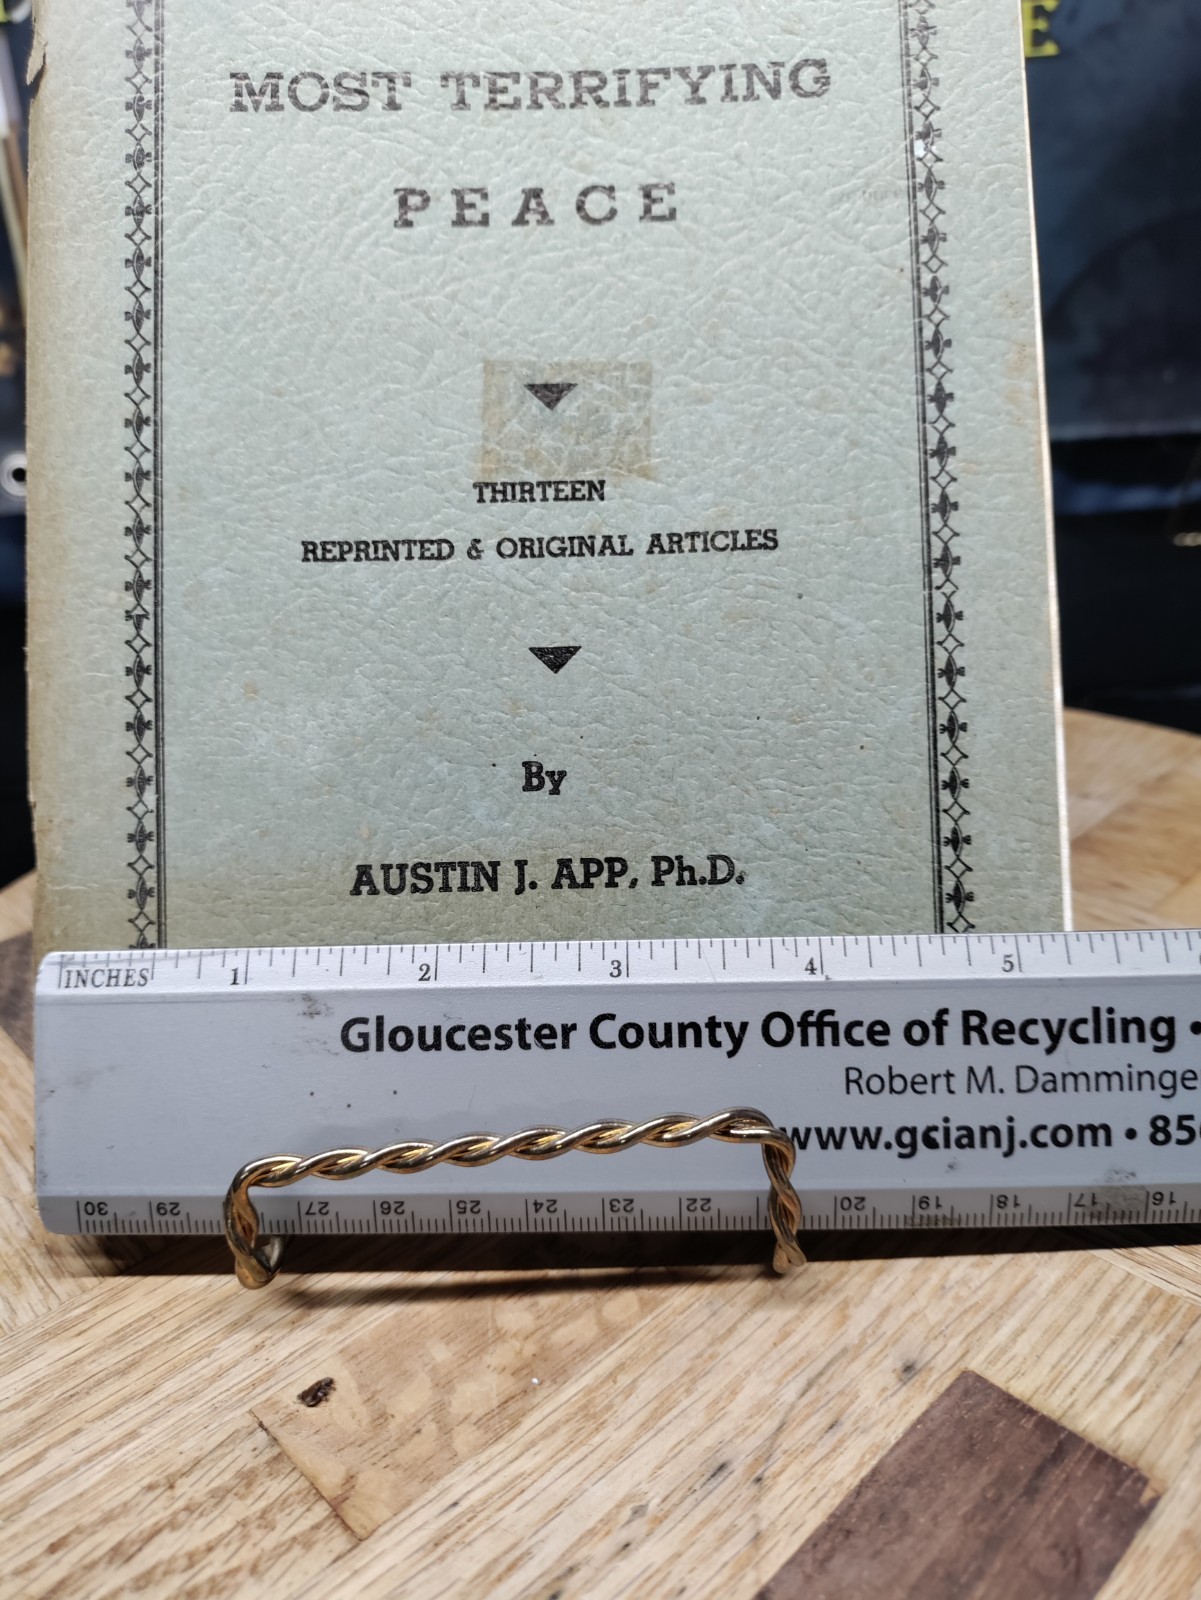 E
MOST TERRIFYING
PEACE
THIRTEEN
REPRINTED & ORIGINAL ARTICLES
By
AUSTIN J. APP, Ph.D.
INCHES 1 2 3 4 5
Gloucester County Office of Recycling •
Robert M. Damminge
www.gcianj.com • 85
30 29 27 26 25 24 23 22 20 19 18 17 16